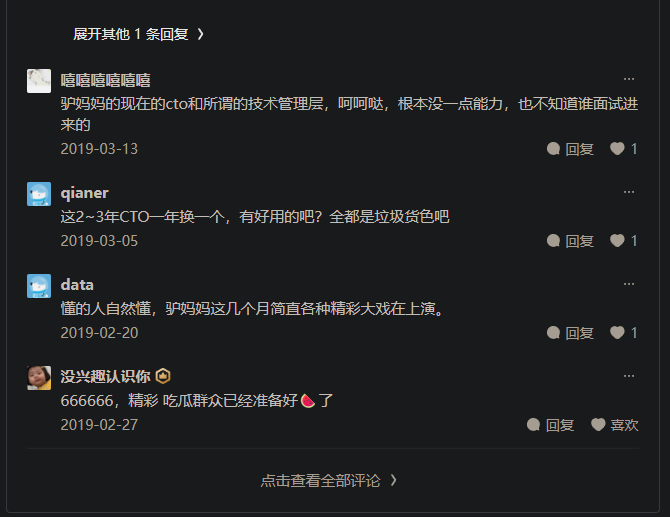 展开其他 1 条回复
嘻嘻嘻嘻嘻嘻
驴妈妈的现在的cto和所谓的技术管理层，呵呵哒，根本没一点能力，也不知道谁面试进
来的
2019-03-13 回复 1
qianer
这2~3年CTO一年换一个，有好用的吧？全都是垃圾货色吧
2019-03-05 回复 1
data
懂的人自然懂，驴妈妈这几个月简直各种精彩大戏在上演。
2019-02-20 回复 1
没兴趣认识你
666666，精彩 吃瓜群众已经准备好🍉了
2019-02-27 回复 喜欢
点击查看全部评论